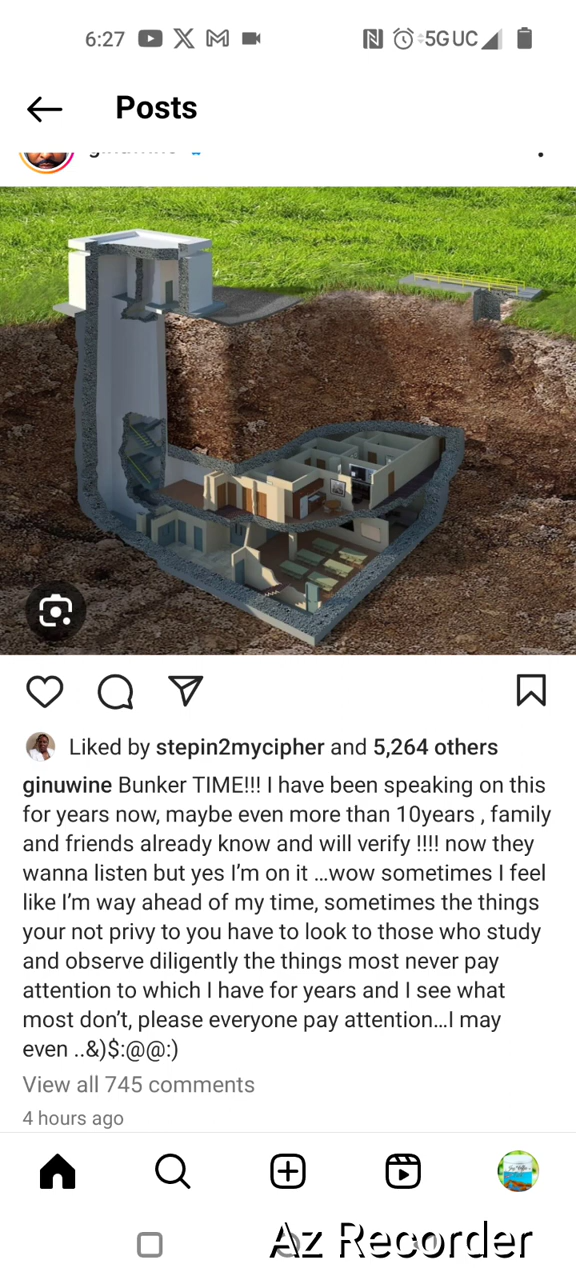 6:27 5G UC
Posts
Liked by stepin2mycipher and 5,264 others
ginuwine Bunker TIME!!! I have been speaking on this
for years now, maybe even more than 10years , family
and friends already know and will verify !!!! now they
wanna listen but yes I'm on it ...wow sometimes I feel
like I'm way ahead of my time, sometimes the things
your not privy to you have to look to those who study
and observe diligently the things most never pay
attention to which I have for years and I see what
most don't, please everyone pay attention...I may
even ..&)$:@@:)
View all 745 comments
4 hours ago
Az Recorder